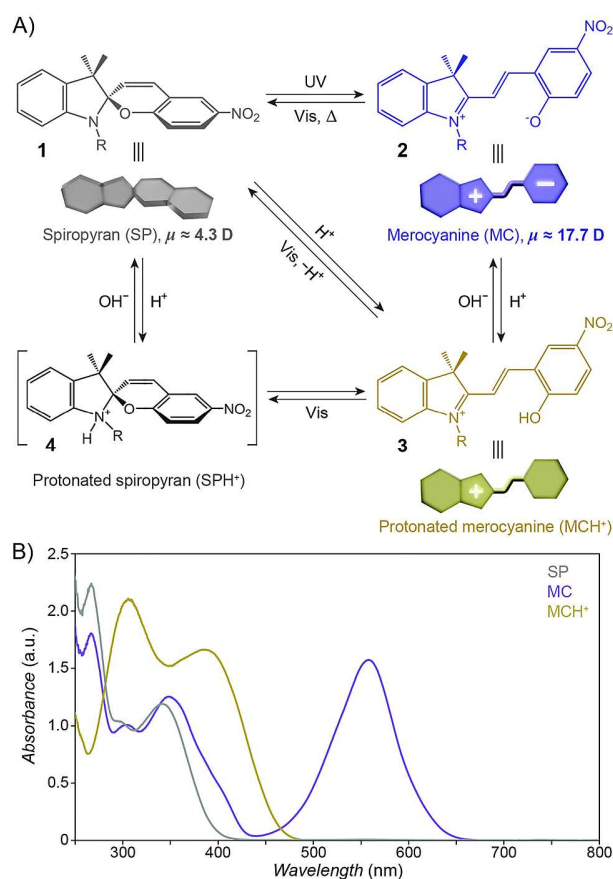 A)
NO₂
UV
Vis, Δ
N
O
NO₂
R
1
N⁺
R
⁻O
2
+
−
Spiropyran (SP), μ ≈ 4.3 D
Merocyanine (MC), μ ≈ 17.7 D
H⁺
Vis, −H⁺
OH⁻
H⁺
OH⁻
H⁺
NO₂
N⁺
H
R
O
NO₂
4
Vis
N⁺
R
HO
3
Protonated spiropyran (SPH⁺)
+
Protonated merocyanine (MCH⁺)
B)
2.5
2.0
1.5
1.0
0.5
0
Absorbance (a.u.)
SP
MC
MCH⁺
300
400
500
600
700
800
Wavelength (nm)